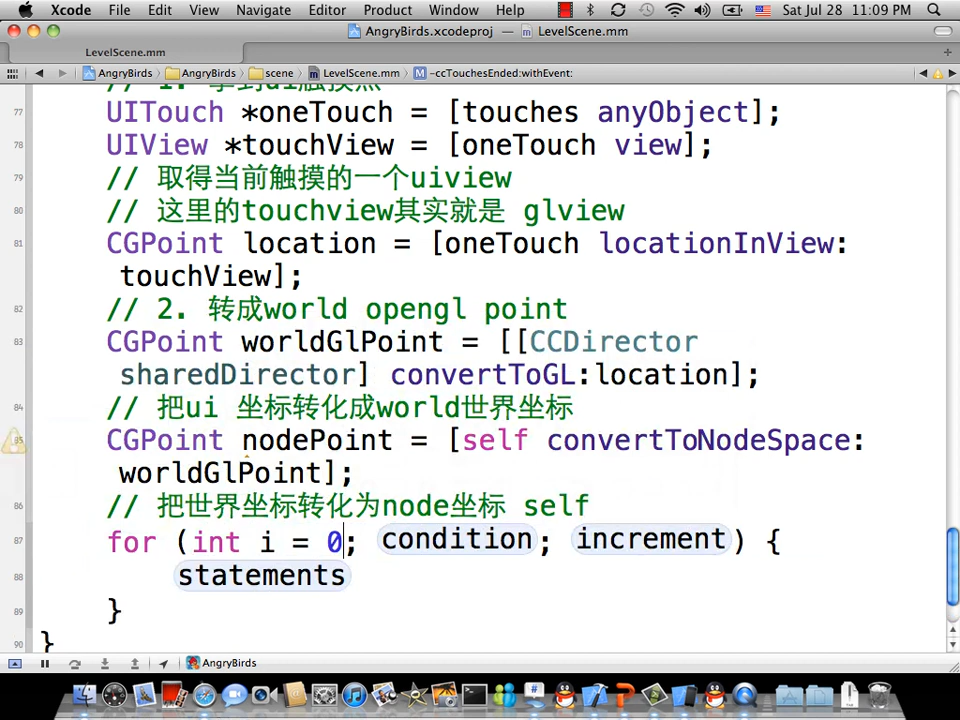 Xcode File Edit View Navigate Editor Product Window Help Sat Jul 28 11:09 PM
AngryBirds.xcodeproj — LevelScene.mm
LevelScene.mm
AngryBirds AngryBirds scene LevelScene.mm M -ccTouchesEnded:withEvent:
77 UITouch *oneTouch = [touches anyObject];
78 UIView *touchView = [oneTouch view];
79 // 取得当前触摸的一个uiview
80 // 这里的touchview其实就是 glview
81 CGPoint location = [oneTouch locationInView:
touchView];
82 // 2. 转成world opengl point
83 CGPoint worldGlPoint = [[CCDirector
sharedDirector] convertToGL:location];
84 // 把ui 坐标转化成world世界坐标
85 CGPoint nodePoint = [self convertToNodeSpace:
worldGlPoint];
86 // 把世界坐标转化为node坐标 self
87 for (int i = 0; condition; increment) {
88 statements
89 }
90 }
AngryBirds